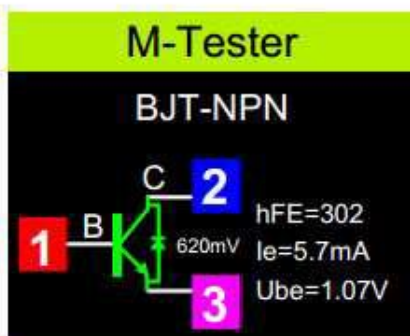 M-Tester
BJT-NPN
C
2
hFE=302
1
B
620mV
Ie=5.7mA
3
Ube=1.07V